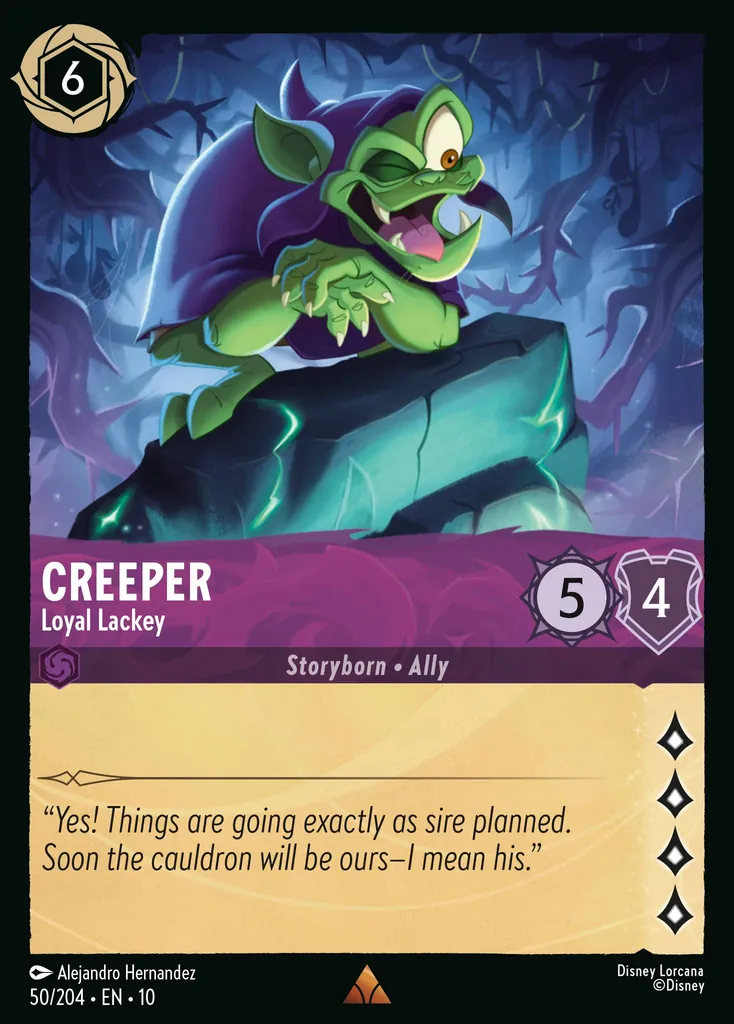 6
CREEPER
Loyal Lackey
5
4
Storyborn • Ally
“Yes! Things are going exactly as sire planned.
Soon the cauldron will be ours–I mean his.”
Alejandro Hernandez
50/204 • EN • 10
Disney Lorcana
©Disney